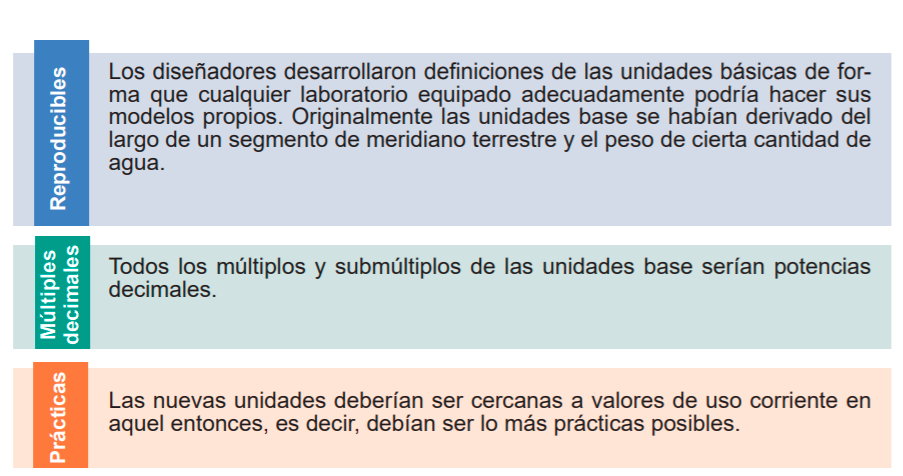 Reproducibles
Los diseñadores desarrollaron definiciones de las unidades básicas de for-
ma que cualquier laboratorio equipado adecuadamente podría hacer sus
modelos propios. Originalmente las unidades base se habían derivado del
largo de un segmento de meridiano terrestre y el peso de cierta cantidad de
agua.
Múltiples
decimales
Todos los múltiplos y submúltiplos de las unidades base serían potencias
decimales.
Prácticas
Las nuevas unidades deberían ser cercanas a valores de uso corriente en
aquel entonces, es decir, debían ser lo más prácticas posibles.